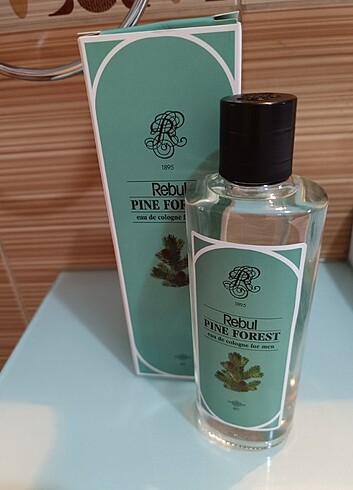 R
1895
Rebul
PINE FOR
eau de cologne
R
1895
Rebul
PINE FOREST
eau de cologne for men